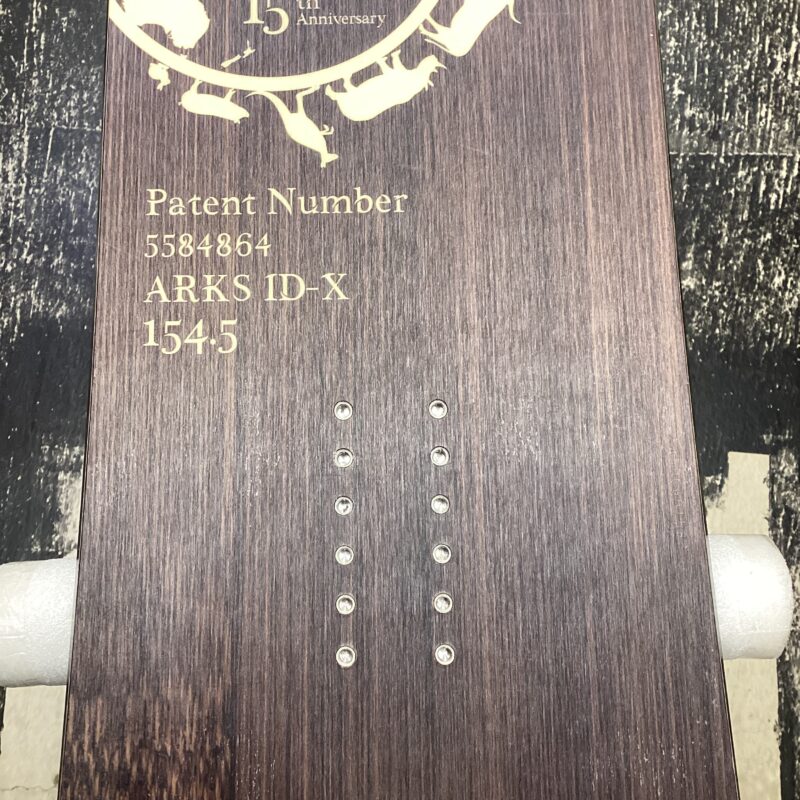 15th
Anniversary
Patent Number
5584864
ARKS ID-X
154.5